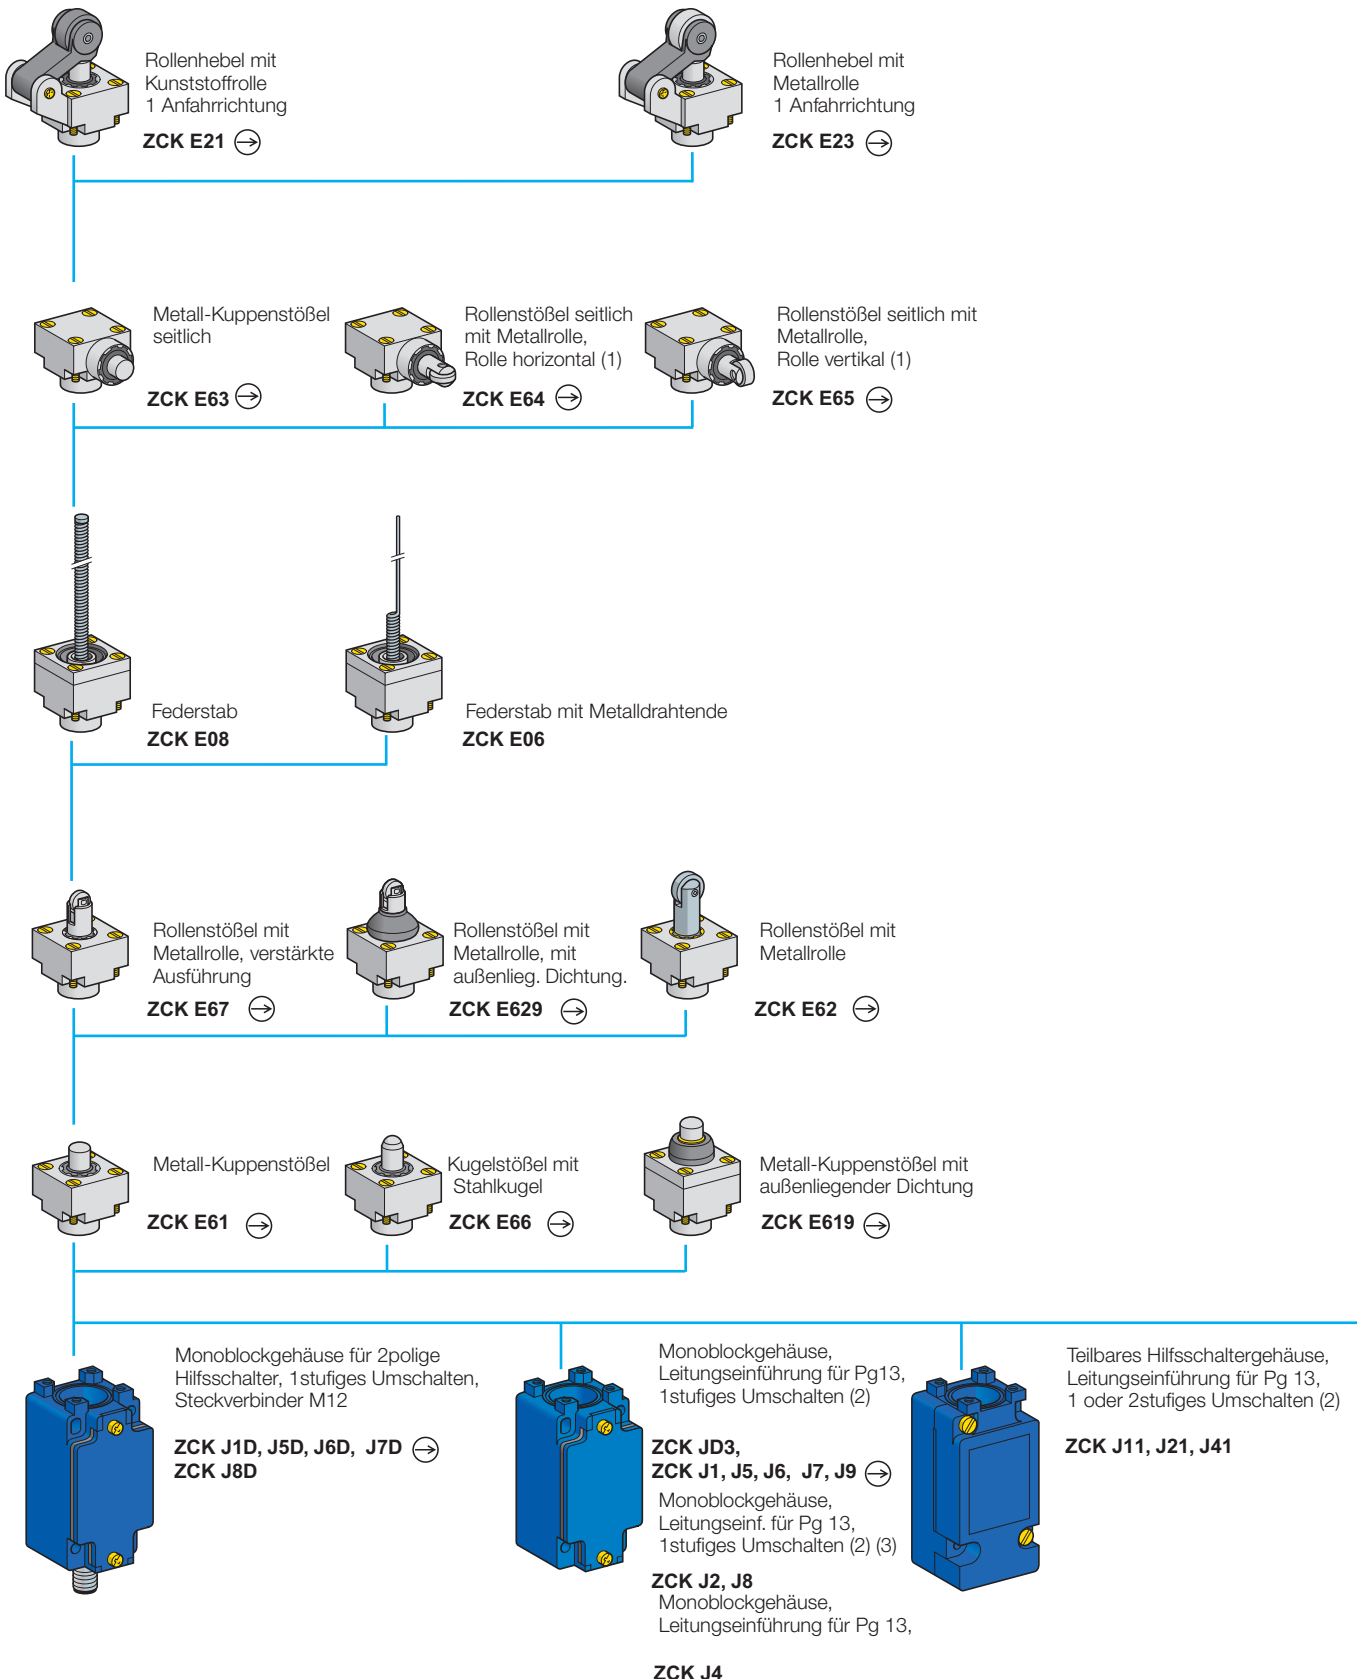 Rollenhebel mit
Kunststoffrolle
1 Anfahrrichtung
ZCK E21
Rollenhebel mit
Metallrolle
1 Anfahrrichtung
ZCK E23
Metall-Kuppenstößel
seitlich
ZCK E63
Rollenstößel seitlich
mit Metallrolle,
Rolle horizontal (1)
ZCK E64
Rollenstößel seitlich mit
Metallrolle,
Rolle vertikal (1)
ZCK E65
Federstab
ZCK E08
Federstab mit Metalldrahtende
ZCK E06
Rollenstößel mit
Metallrolle, verstärkte
Ausführung
ZCK E67
Rollenstößel mit
Metallrolle, mit
außenlieg. Dichtung.
ZCK E629
Rollenstößel mit
Metallrolle
ZCK E62
Metall-Kuppenstößel
ZCK E61
Kugelstößel mit
Stahlkugel
ZCK E66
Metall-Kuppenstößel mit
außenliegender Dichtung
ZCK E619
Monoblockgehäuse für 2polige
Hilfsschalter, 1stufiges Umschalten,
Steckverbinder M12
ZCK J1D, J5D, J6D, J7D
ZCK J8D
Monoblockgehäuse,
Leitungseinführung für Pg13,
1stufiges Umschalten (2)
ZCK JD3,
ZCK J1, J5, J6, J7, J9
Monoblockgehäuse,
Leitungseinf. für Pg 13,
1stufiges Umschalten (2) (3)
ZCK J2, J8
Monoblockgehäuse,
Leitungseinführung für Pg 13,
ZCK J4
Teilbares Hilfsschaltergehäuse,
Leitungseinführung für Pg 13,
1 oder 2stufiges Umschalten (2)
ZCK J11, J21, J41